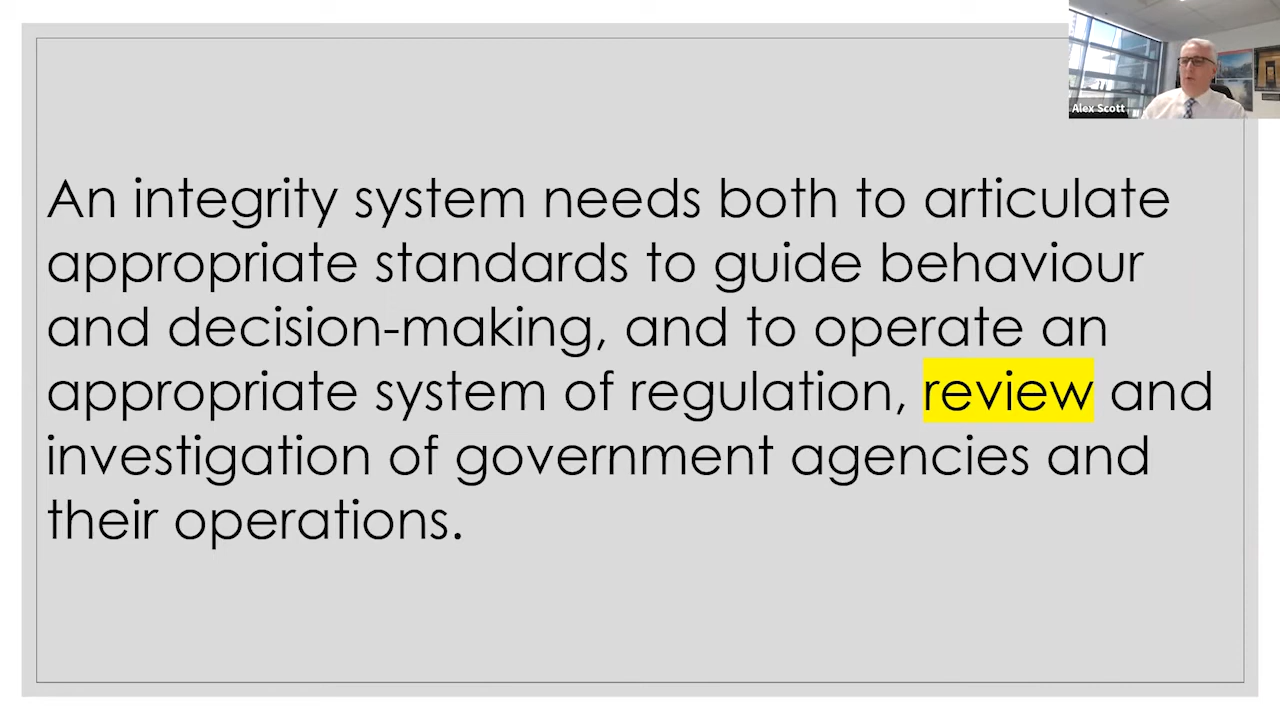 Alex Scott
An integrity system needs both to articulate
appropriate standards to guide behaviour
and decision-making, and to operate an
appropriate system of regulation, review and
investigation of government agencies and
their operations.